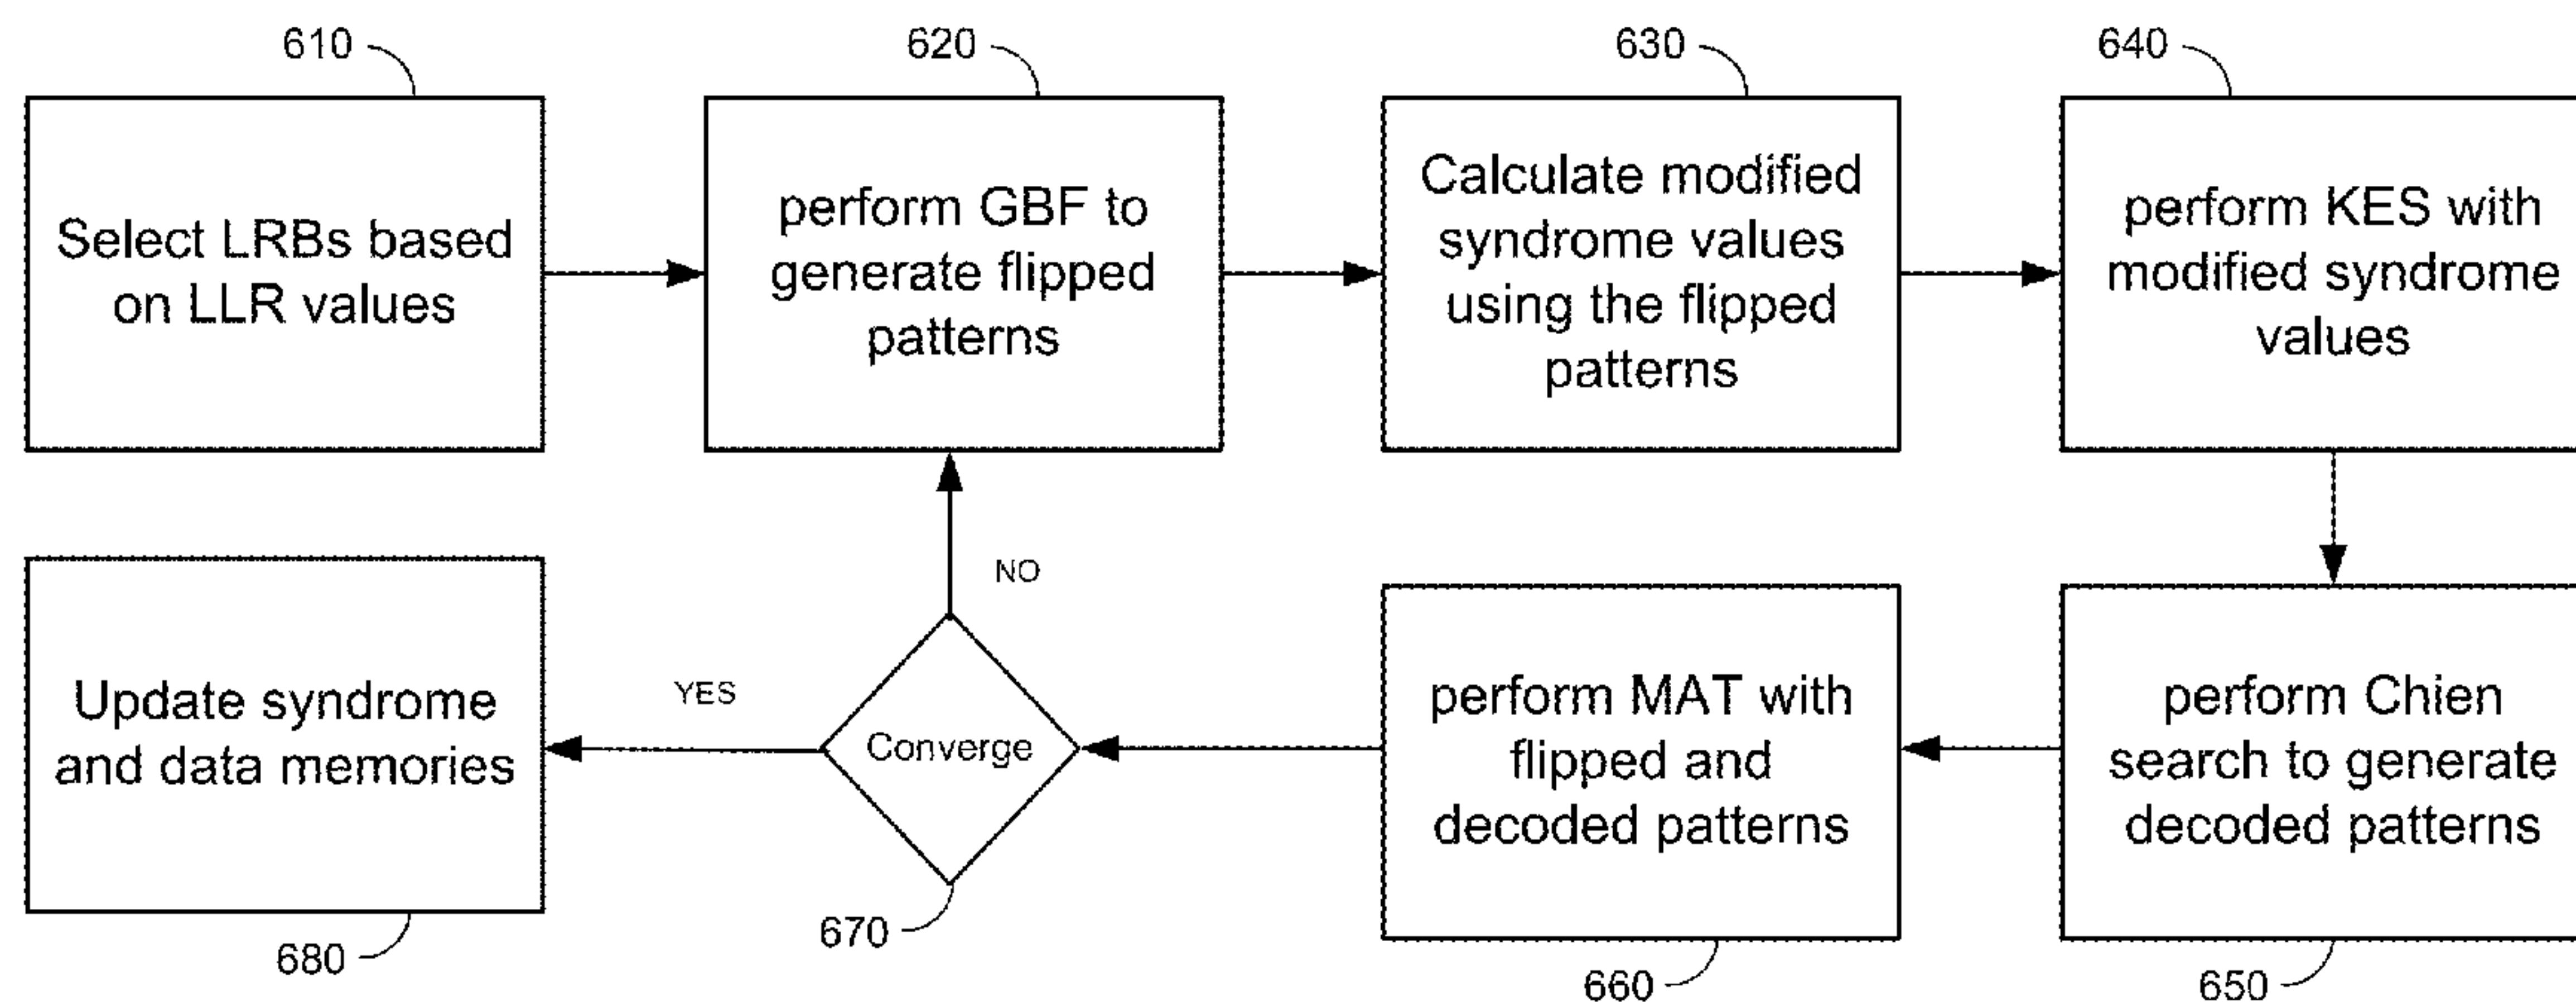 610
620
630
640
Select LRBs based
on LLR values
perform GBF to
generate flipped
patterns
Calculate modified
syndrome values
using the flipped
patterns
perform KES with
modified syndrome
values
NO
YES
Update syndrome
and data memories
Converge
perform MAT with
flipped and
decoded patterns
perform Chien
search to generate
decoded patterns
680
670
660
650